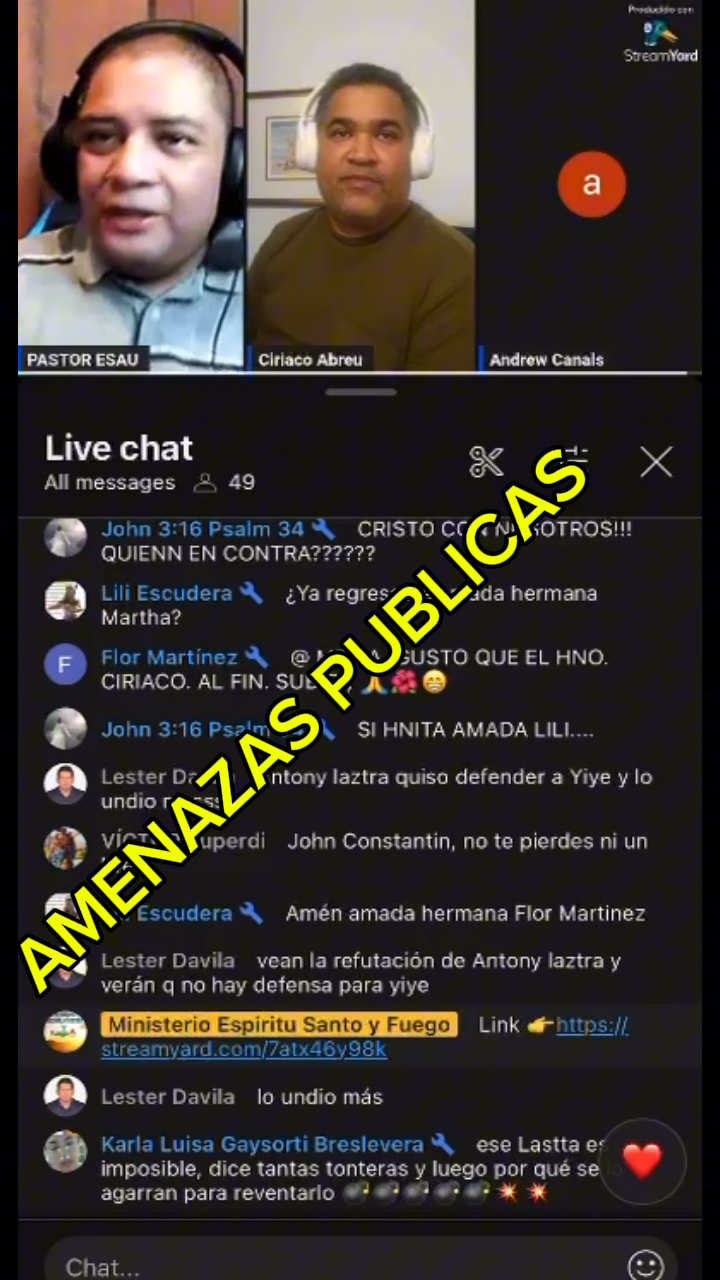 Producido con
StreamYard
PASTOR ESAU
Ciriaco Abreu
a
Andrew Canals
Live chat
All messages 49
John 3:16 Psalm 34 CRISTO CON NOSOTROS!!!
QUIENN EN CONTRA??????
Lili Escudera ¿Ya regres amada hermana
Martha?
F
Flor Martínez @ M GUSTO QUE EL HNO.
CIRIACO. AL FIN. SUB 🙏🌺😁
John 3:16 Psalm SI HNITA AMADA LILI....
Lester Da ntony laztra quiso defender a Yiye y lo
undio
VÍCT uperdi John Constantin, no te pierdes ni un
Escudera Amén amada hermana Flor Martinez
Lester Davila vean la refutación de Antony laztra y
verán q no hay defensa para yiye
Ministerio Espiritu Santo y Fuego Link 👉https://
streamyard.com/7atx46y98k
Lester Davila lo undio más
Karla Luisa Gaysorti Breslevera ese Lastta es
imposible, dice tantas tonteras y luego por qué se
agarran para reventarlo 💣💣💣💣💣💥💥
Chat...
AMENAZAS PUBLICAS